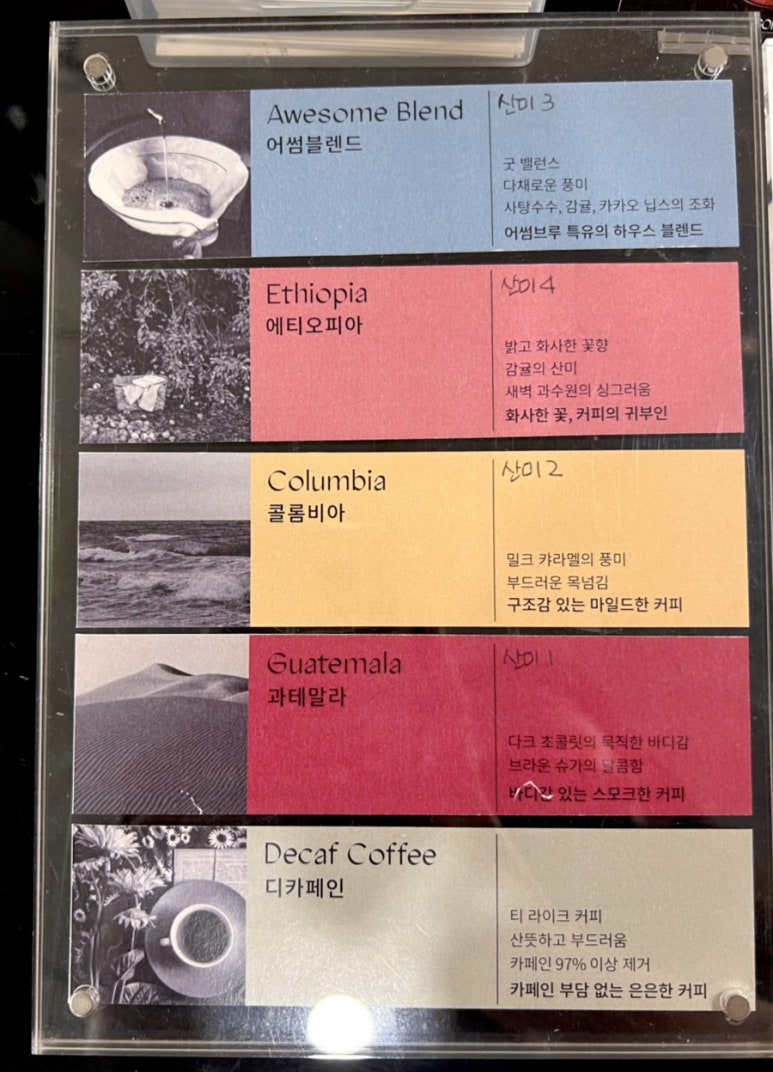 Awesome Blend
어썸블렌드
산미 3
굿 밸런스
다채로운 풍미
사탕수수, 감귤, 카카오 닙스의 조화
어썸브루 특유의 하우스 블렌드
Ethiopia
에티오피아
산미 4
밝고 화사한 꽃향
감귤의 산미
새벽 과수원의 싱그러움
화사한 꽃, 커피의 귀부인
Columbia
콜롬비아
산미 2
밀크 캬라멜의 풍미
부드러운 목넘김
구조감 있는 마일드한 커피
Guatemala
과테말라
산미 1
다크 초콜릿의 묵직한 바디감
브라운 슈가의 달콤함
바디감 있는 스모크한 커피
Decaf Coffee
디카페인
티 라이크 커피
산뜻하고 부드러움
카페인 97% 이상 제거
카페인 부담 없는 은은한 커피